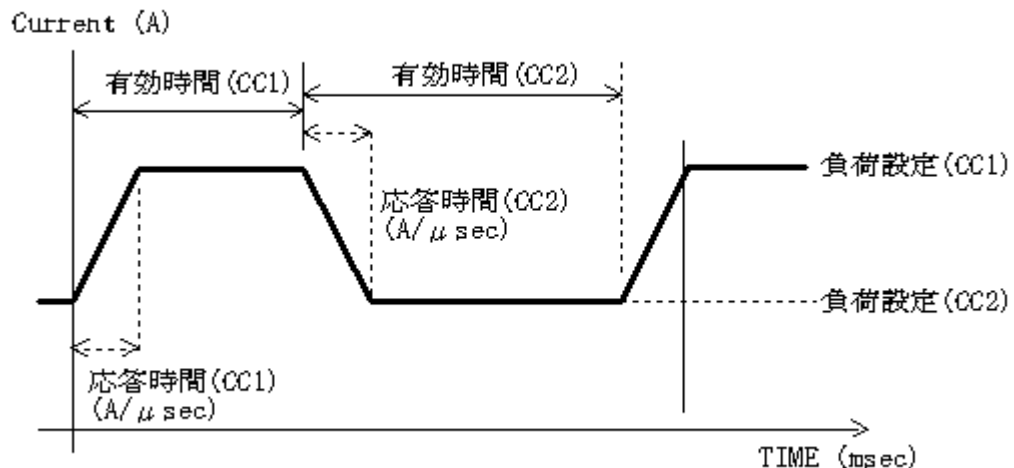 Current (A)
有効時間(CC1)
有効時間(CC2)
負荷設定(CC1)
応答時間(CC2)
(A/μsec)
負荷設定(CC2)
応答時間(CC1)
(A/μsec)
TIME (msec)